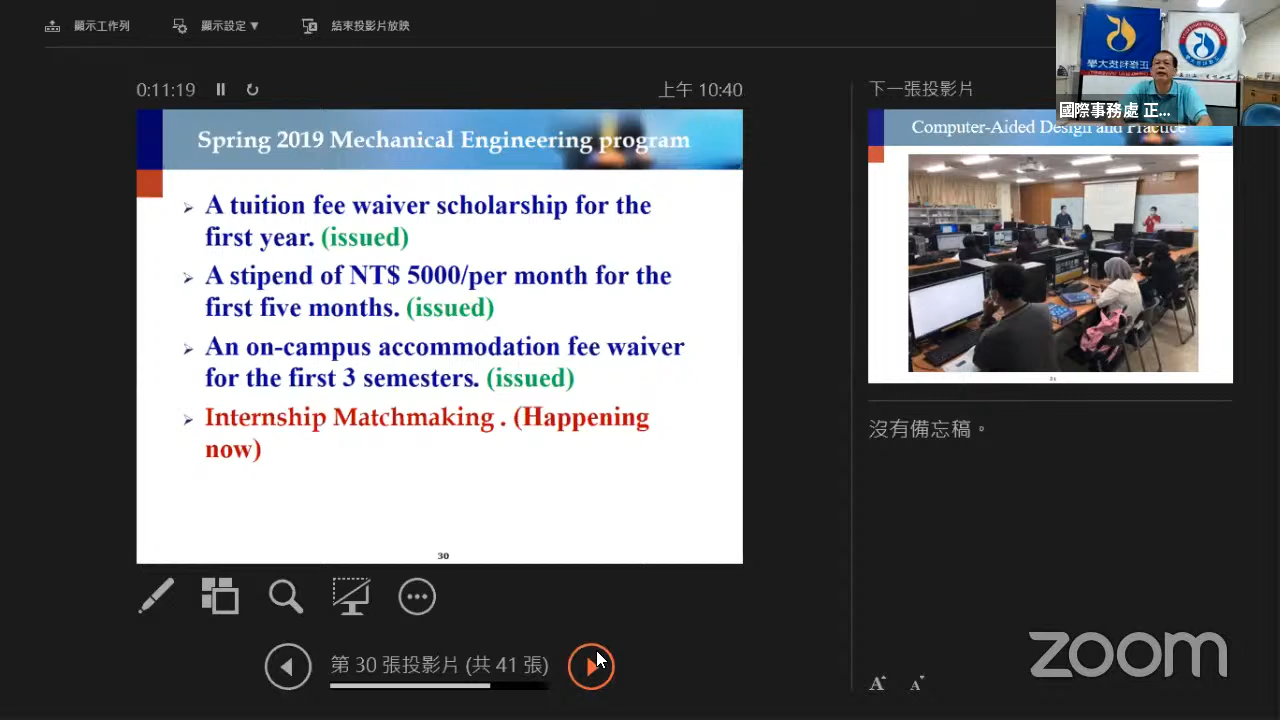 顯示工作列
顯示設定 ▼
結束投影片放映
0:11:19
上午 10:40
下一張投影片
國際事務處 正...
Spring 2019 Mechanical Engineering program
A tuition fee waiver scholarship for the
first year. (issued)
A stipend of NT$ 5000/per month for the
first five months. (issued)
An on-campus accommodation fee waiver
for the first 3 semesters. (issued)
Internship Matchmaking . (Happening
now)
30
Computer-Aided Design and Practice
31
沒有備忘稿。
第 30 張投影片 (共 41 張)
A A
zoom